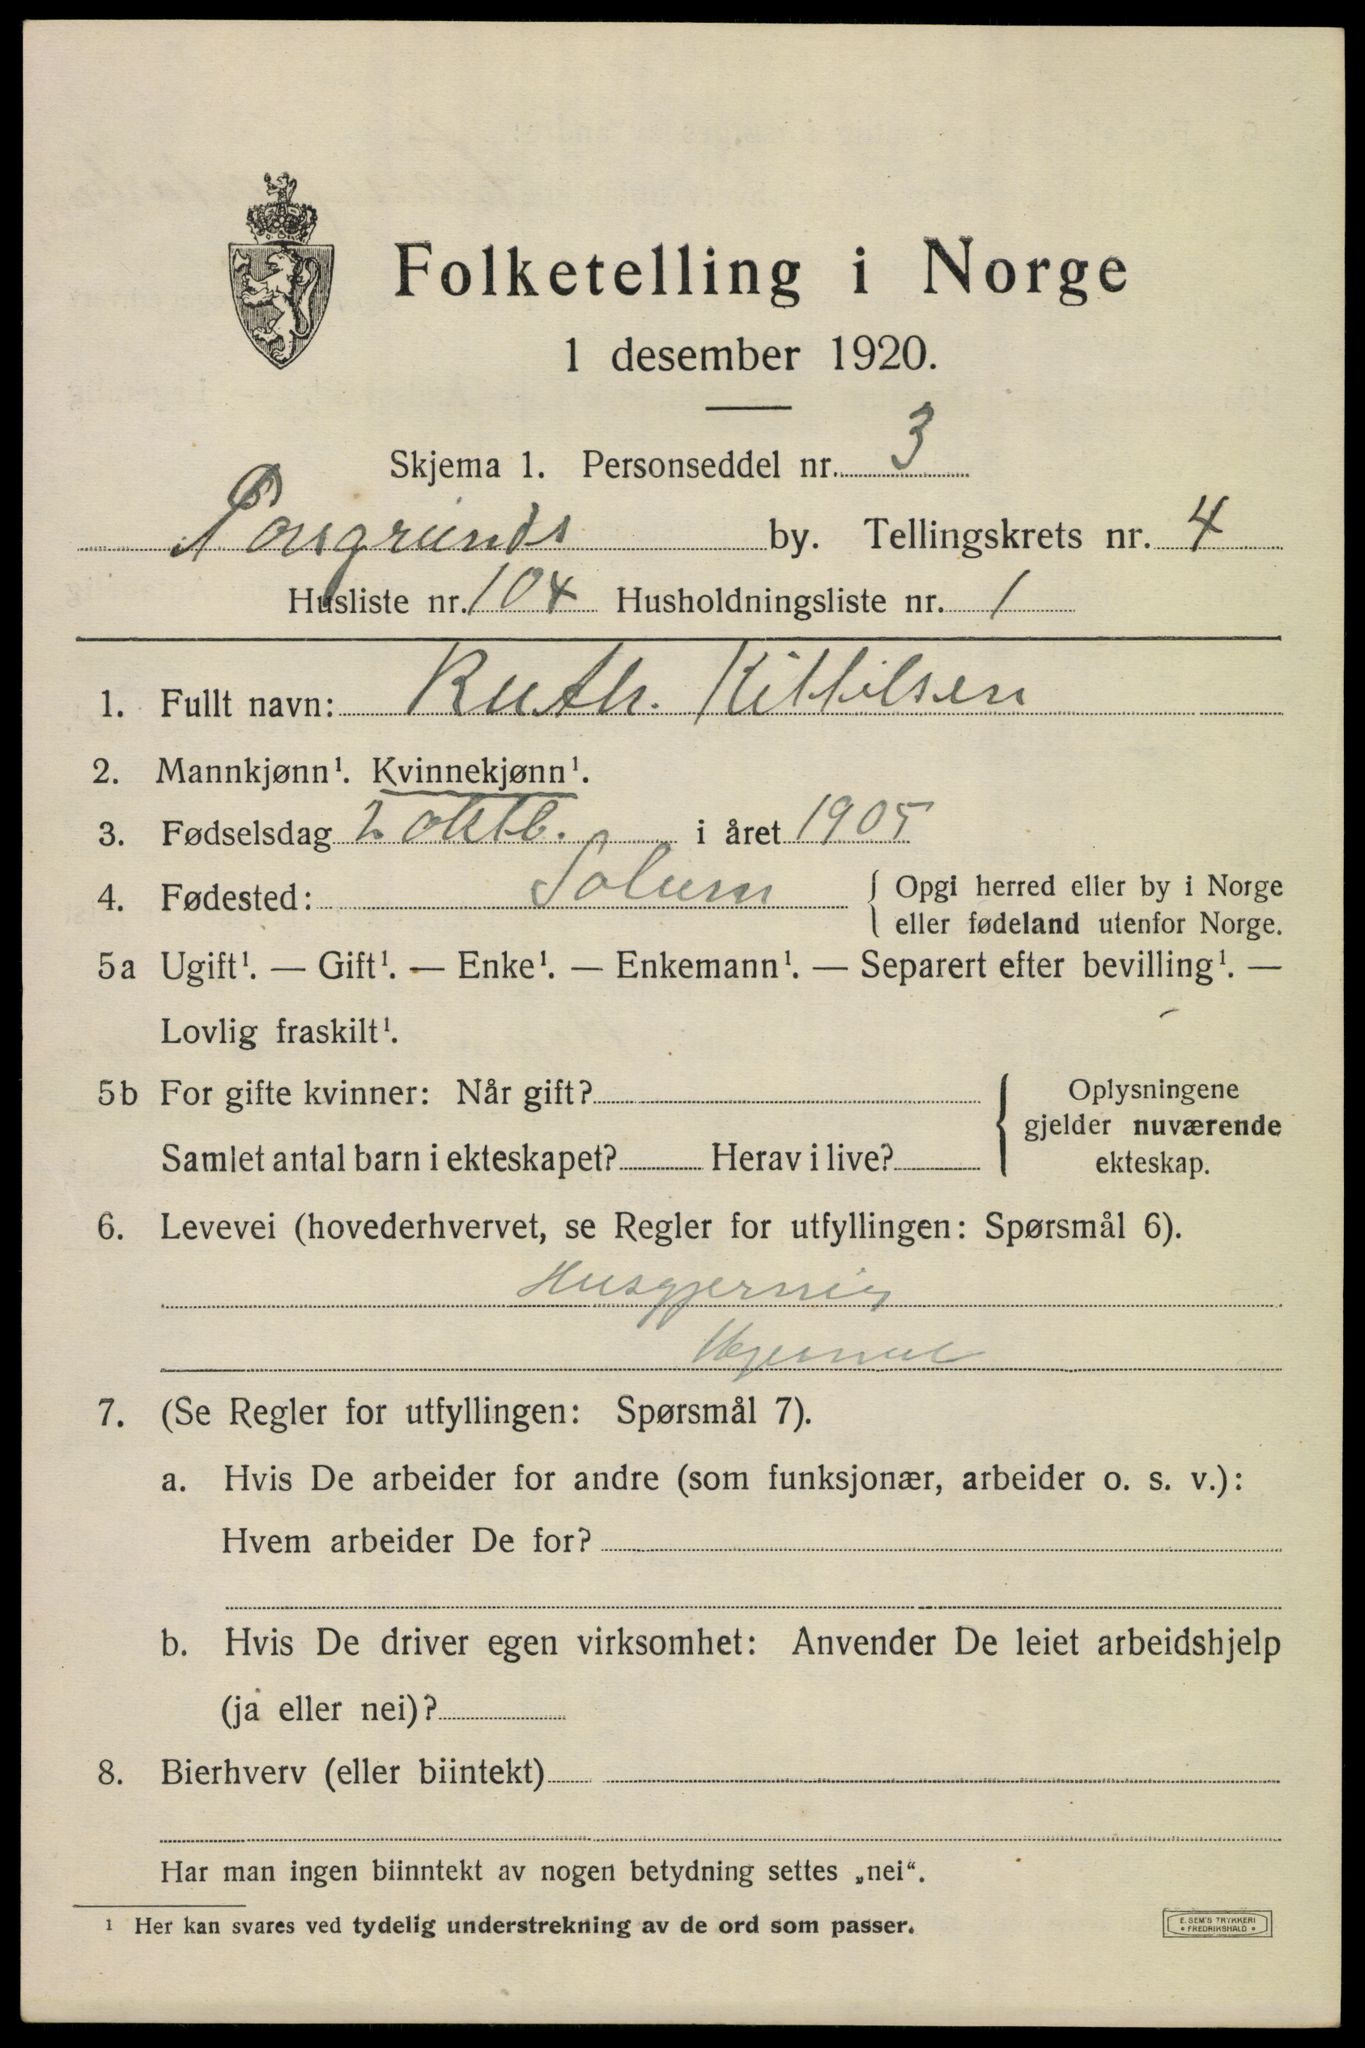 Folketelling i Norge
1 desember 1920.
Skjema 1. Personseddel nr. 3
Porsgrunds by. Tellingskrets nr. 4
Husliste nr. 104 Husholdningsliste nr. 1
1. Fullt navn: Ruth. Kittilsen
2. Mannkjønn¹. Kvinnekjønn¹.
3. Fødselsdag 2 oktb. i året 1905
4. Fødested: Solum { Opgi herred eller by i Norge
eller fødeland utenfor Norge.
5a Ugift¹. — Gift¹. — Enke¹. — Enkemann¹. — Separert efter bevilling¹. —
Lovlig fraskilt¹.
5b For gifte kvinner: Når gift? { Oplysningene
gjelder nuværende
Samlet antal barn i ekteskapet? Herav i live? ekteskap.
6. Levevei (hovederhvervet, se Regler for utfyllingen: Spørsmål 6).
Husgjerning
Hjemme
7. (Se Regler for utfyllingen: Spørsmål 7).
a. Hvis De arbeider for andre (som funksjonær, arbeider o. s. v.):
Hvem arbeider De for?
b. Hvis De driver egen virksomhet: Anvender De leiet arbeidshjelp
(ja eller nei)?
8. Bierhverv (eller biintekt)
Har man ingen biinntekt av nogen betydning settes „nei“.
¹ Her kan svares ved tydelig understrekning av de ord som passer.
E. SEM'S TRYKKERI
• FREDRIKSHALD •